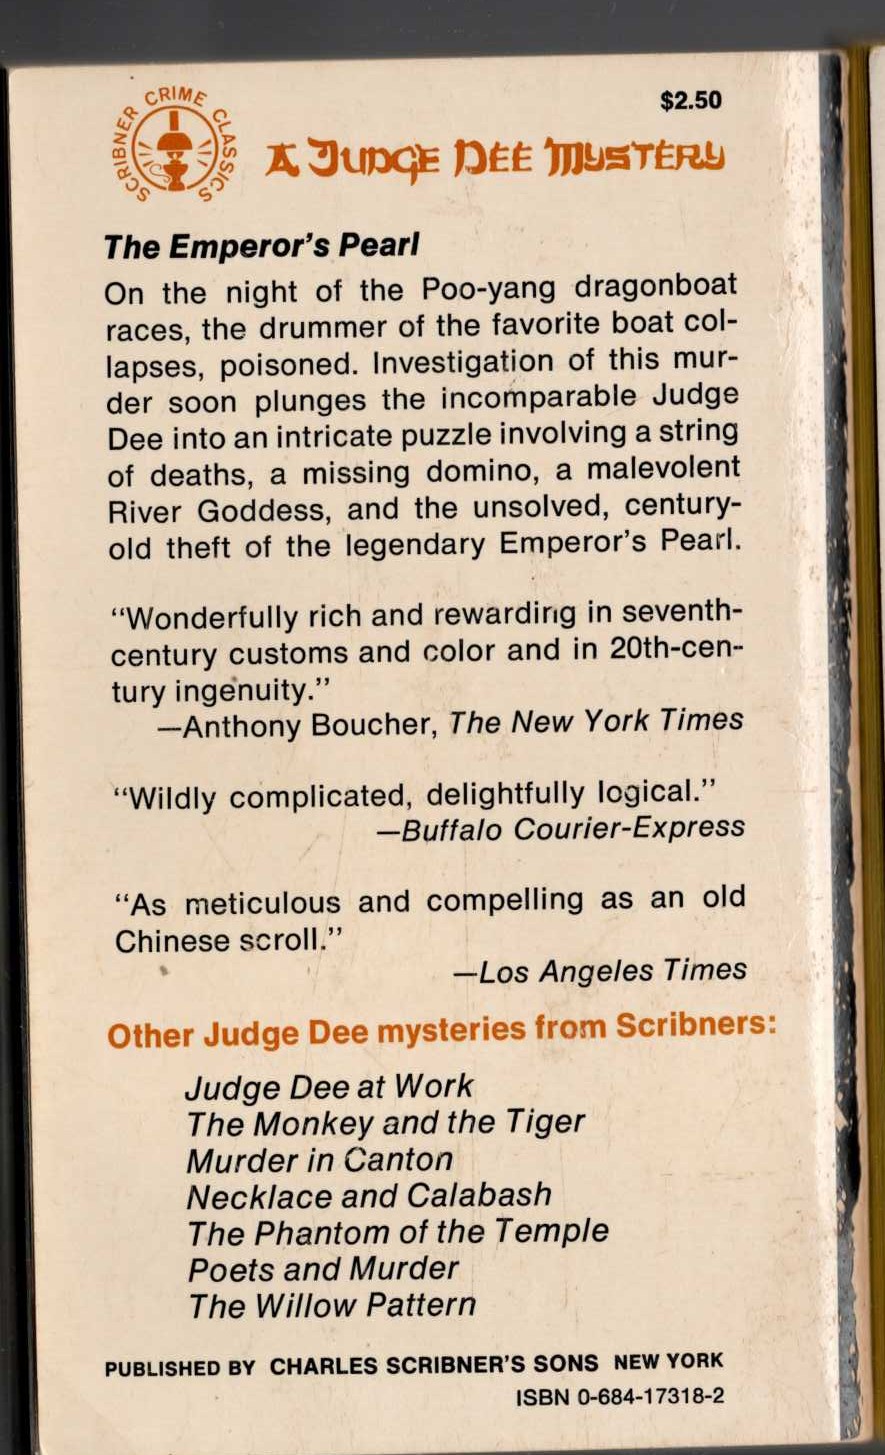 SCRIBNER CRIME CLASSICS
$2.50
A JUDGE DEE MYSTERY
The Emperor's Pearl
On the night of the Poo-yang dragonboat
races, the drummer of the favorite boat col-
lapses, poisoned. Investigation of this mur-
der soon plunges the incomparable Judge
Dee into an intricate puzzle involving a string
of deaths, a missing domino, a malevolent
River Goddess, and the unsolved, century-
old theft of the legendary Emperor's Pearl.
"Wonderfully rich and rewarding in seventh-
century customs and color and in 20th-cen-
tury ingenuity."
—Anthony Boucher, The New York Times
"Wildly complicated, delightfully logical."
—Buffalo Courier-Express
"As meticulous and compelling as an old
Chinese scroll."
—Los Angeles Times
Other Judge Dee mysteries from Scribners:
Judge Dee at Work
The Monkey and the Tiger
Murder in Canton
Necklace and Calabash
The Phantom of the Temple
Poets and Murder
The Willow Pattern
PUBLISHED BY CHARLES SCRIBNER'S SONS NEW YORK
ISBN 0-684-17318-2